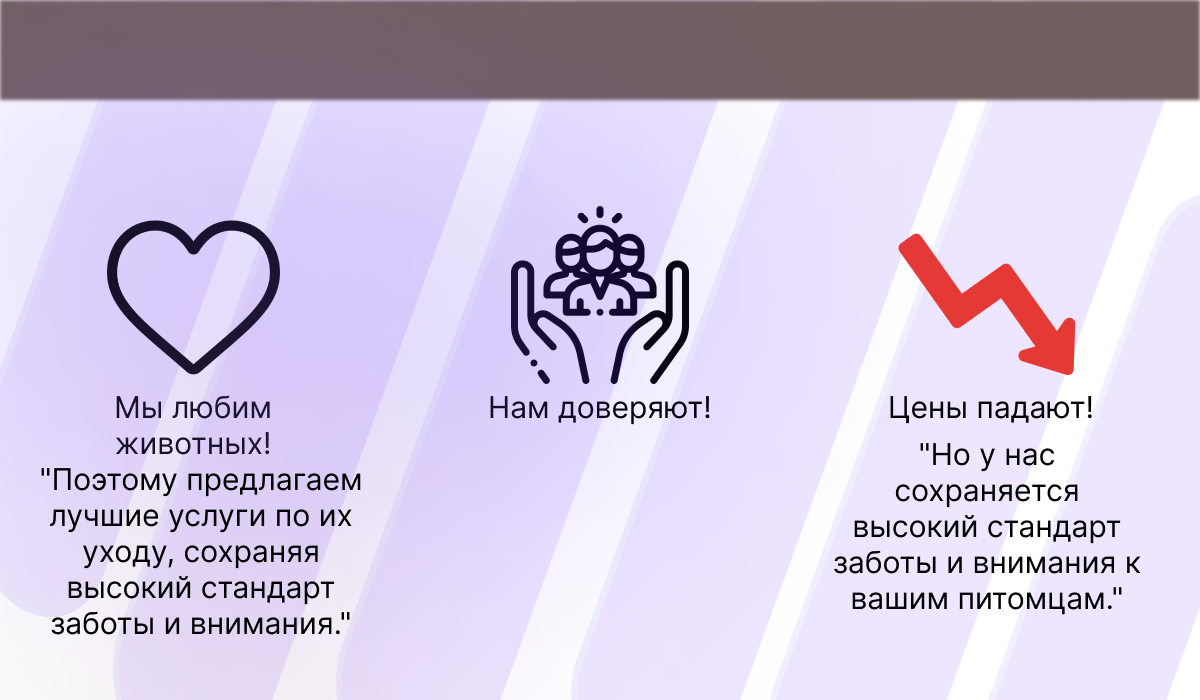 Мы любим
животных!
"Поэтому предлагаем
лучшие услуги по их
уходу, сохраняя
высокий стандарт
заботы и внимания."
Нам доверяют!
Цены падают!
"Но у нас
сохраняется
высокий стандарт
заботы и внимания к
вашим питомцам."